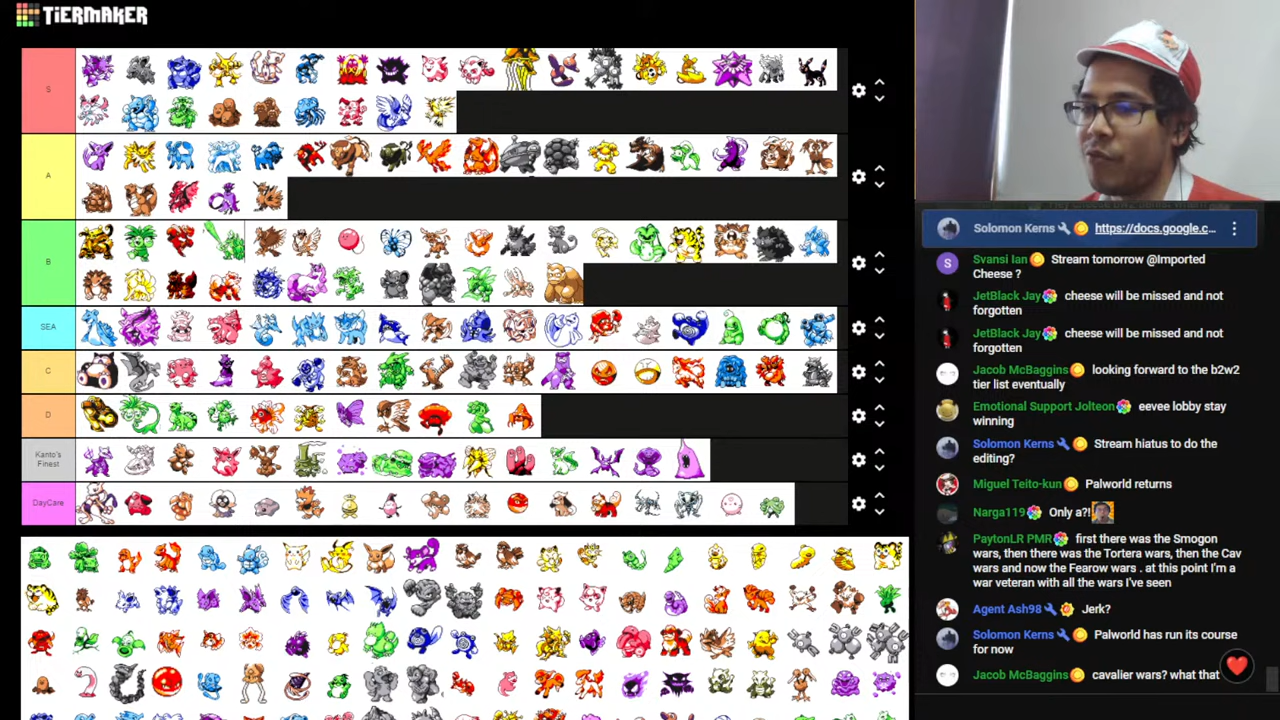 TiERMAKER
S
A
B
SEA
C
D
Kanto's
Finest
DayCare
Solomon Kerns https://docs.google.c...
Svansi Ian Stream tomorrow @Imported
Cheese ?
JetBlack Jay cheese will be missed and not
forgotten
JetBlack Jay cheese will be missed and not
forgotten
Jacob McBaggins looking forward to the b2w2
tier list eventually
Emotional Support Jolteon eevee lobby stay
winning
Solomon Kerns Stream hiatus to do the
editing?
Miguel Teito-kun Palworld returns
Narga119 Only a?!
PaytonLR PMR first there was the Smogon
wars, then there was the Tortera wars, then the Cav
wars and now the Fearow wars . at this point I'm a
war veteran with all the wars I've seen
Agent Ash98 Jerk?
Solomon Kerns Palworld has run its course
for now
Jacob McBaggins cavalier wars? what that